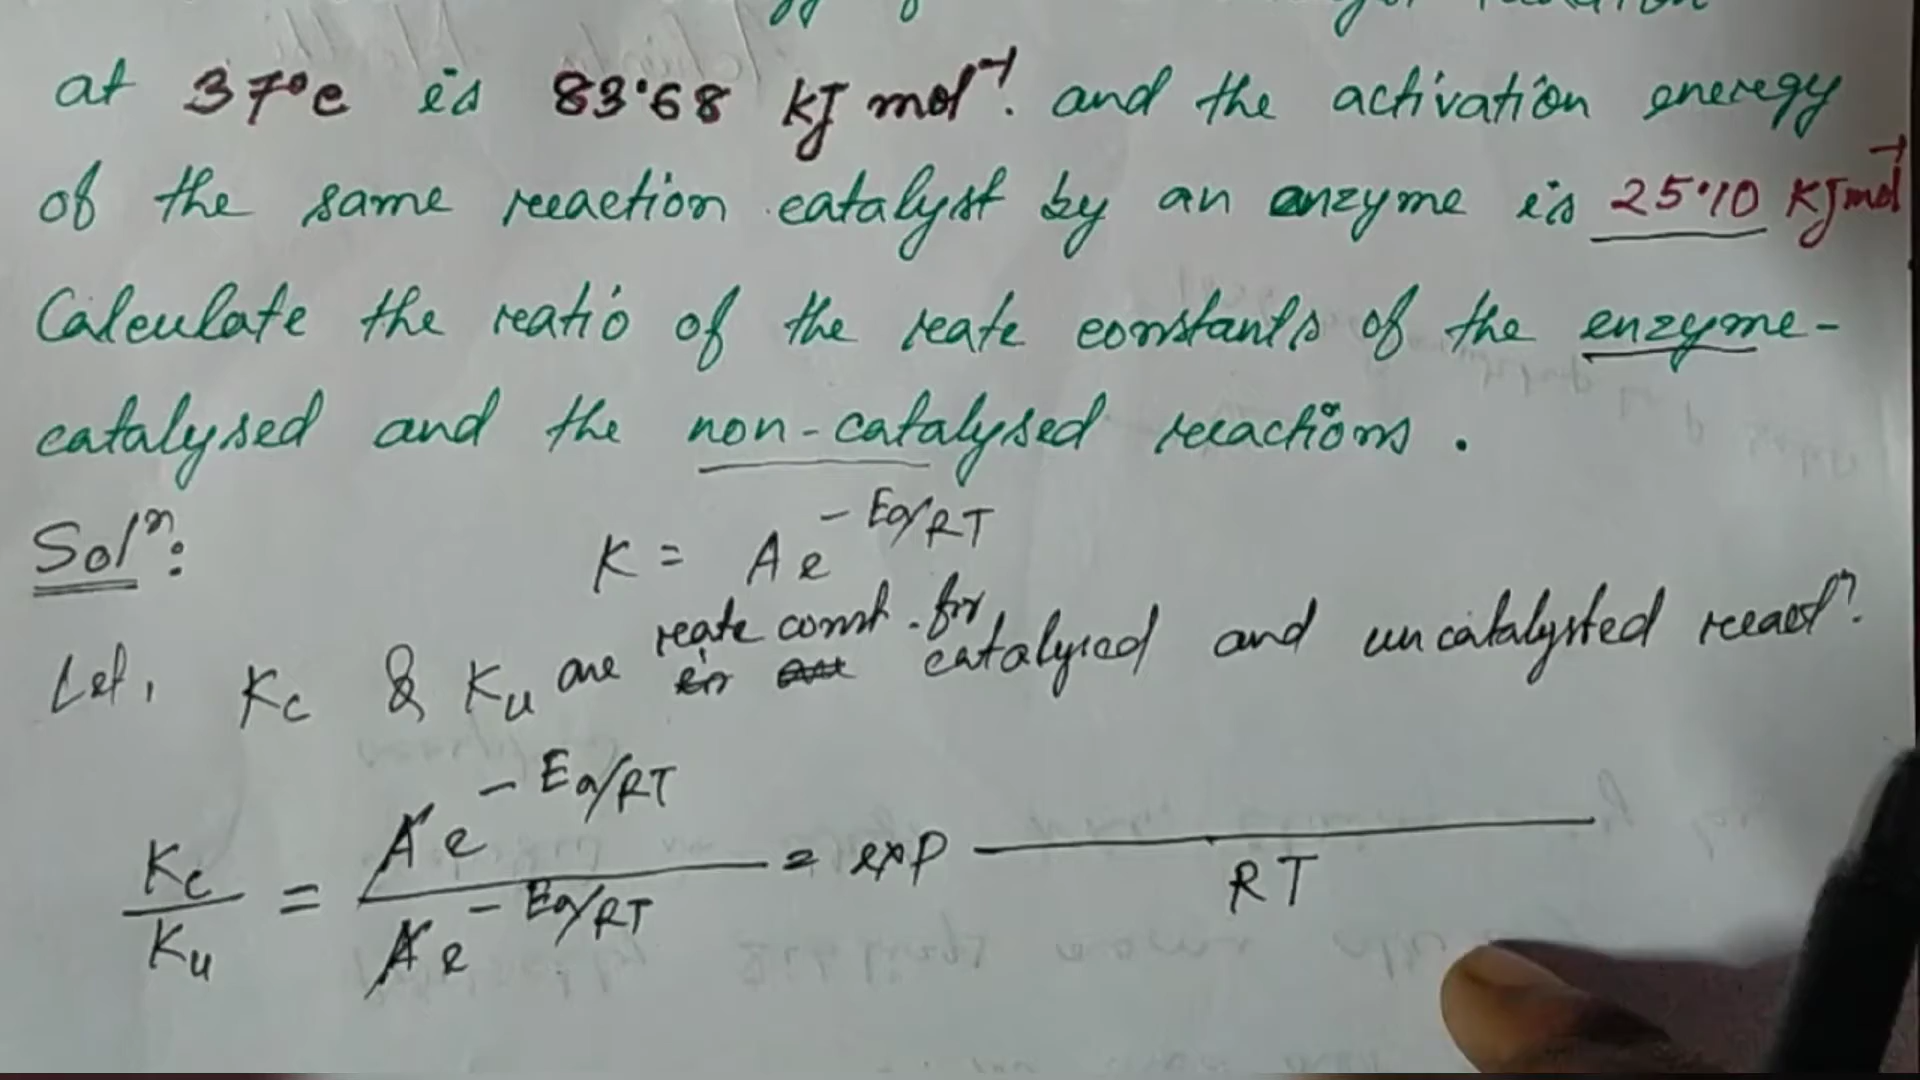 at 37°C is 83.68 KJ mol⁻¹. and the activation energy
of the same reaction catalyst by an enzyme is 25.10 KJ mol⁻¹
Calculate the ratio of the rate constants of the enzyme-
catalysed and the non-catalysed reactions.
Solⁿ: K = A e^{-Ea/RT}
Let, Kc & Ku are rate const. for catalysed and uncatalysted reactⁿ.
Kc/Ku = A e^{-Ea/RT} / A e^{-Ea/RT} = exp ——— / RT